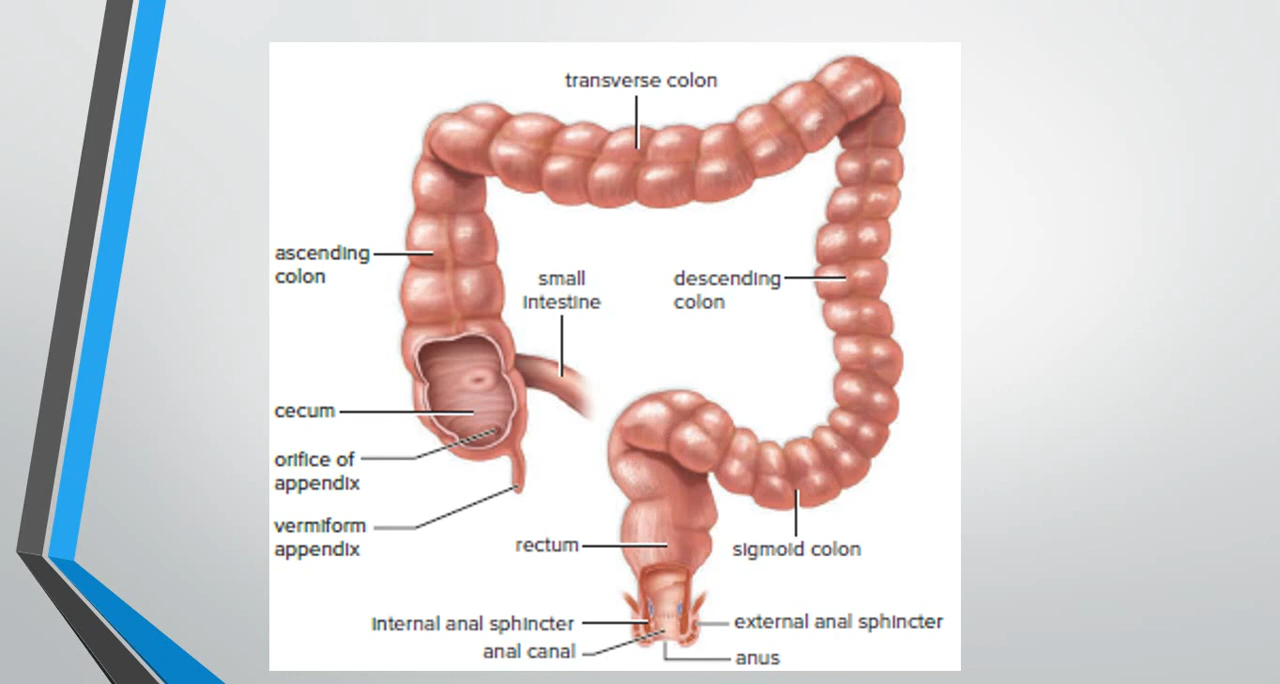 transverse colon
ascending
colon
small
intestine
descending
colon
cecum
orifice of
appendix
vermiform
appendix
rectum
sigmoid colon
internal anal sphincter
external anal sphincter
anal canal
anus